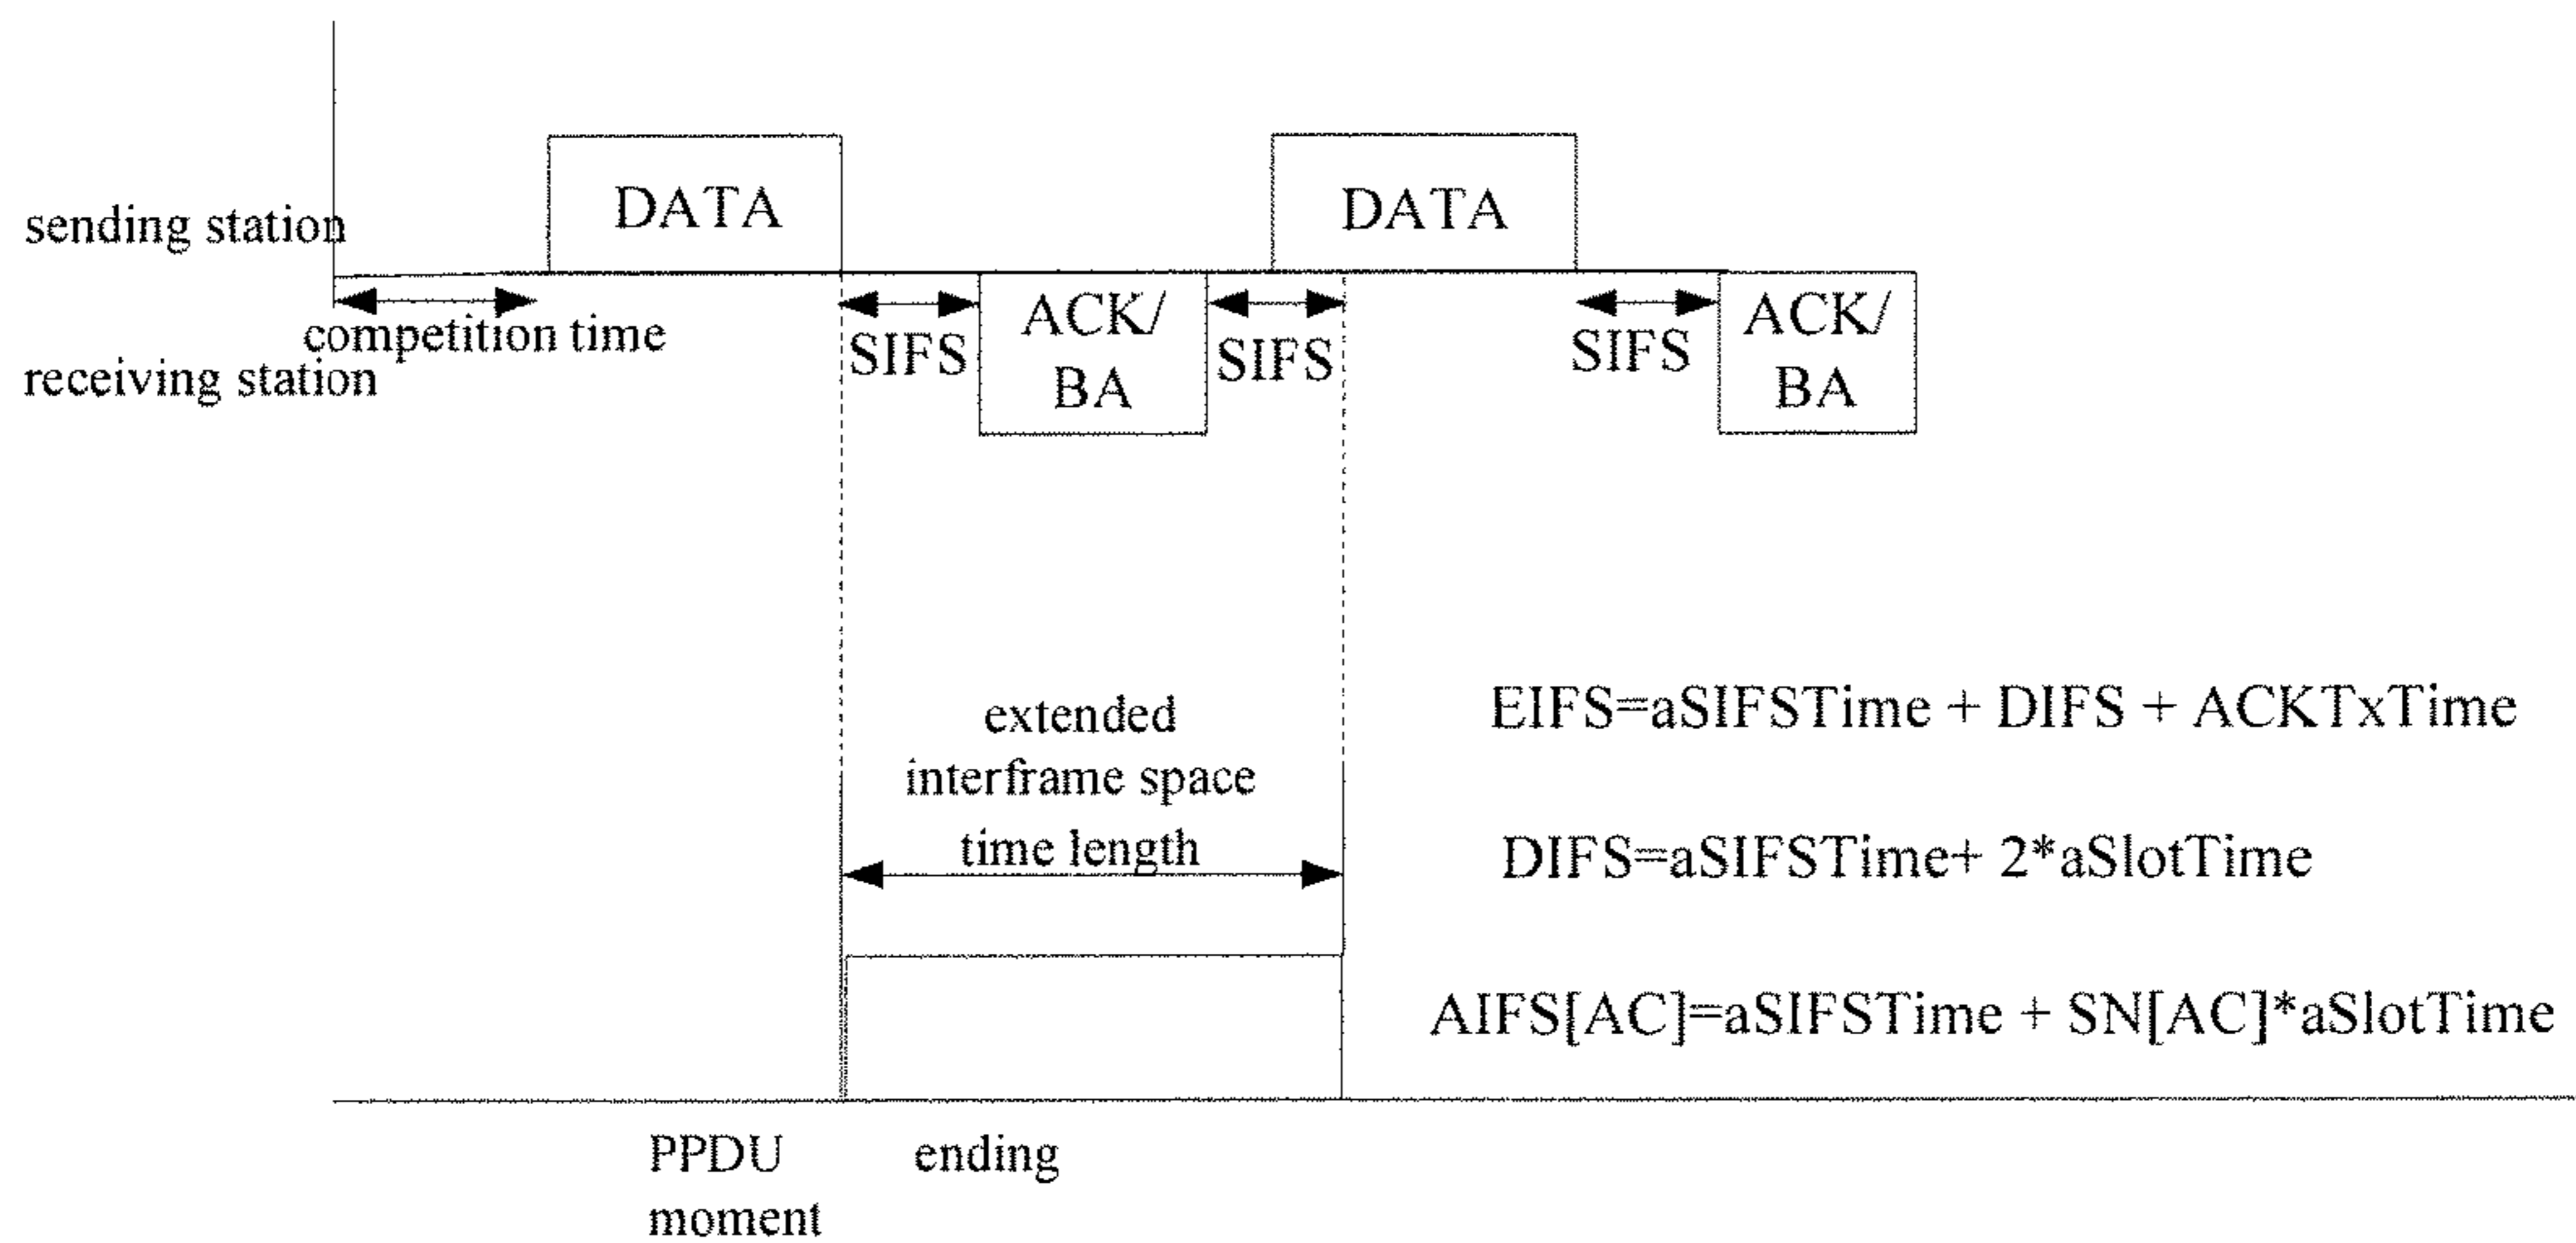 DATA
DATA
sending station
competition time
receiving station
SIFS
ACK/
BA
SIFS
SIFS
ACK/
BA
extended
interframe space
time length
EIFS=aSIFSTime + DIFS + ACKTxTime
DIFS=aSIFSTime+ 2*aSlotTime
AIFS[AC]=aSIFSTime + SN[AC]*aSlotTime
PPDU ending
moment